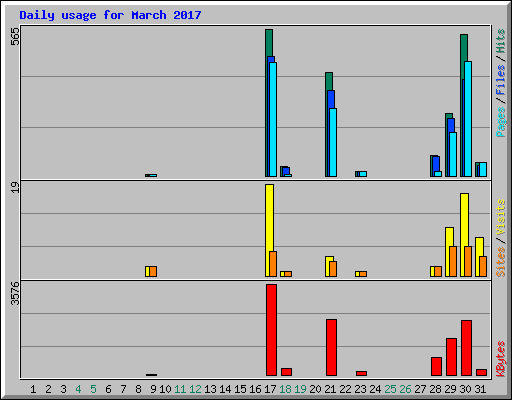 Daily usage for March 2017
565
Pages/Files/Hits
19
Sites/Visits
3576
KBytes
1 2 3 4 5 6 7 8 9 10 11 12 13 14 15 16 17 18 19 20 21 22 23 24 25 26 27 28 29 30 31